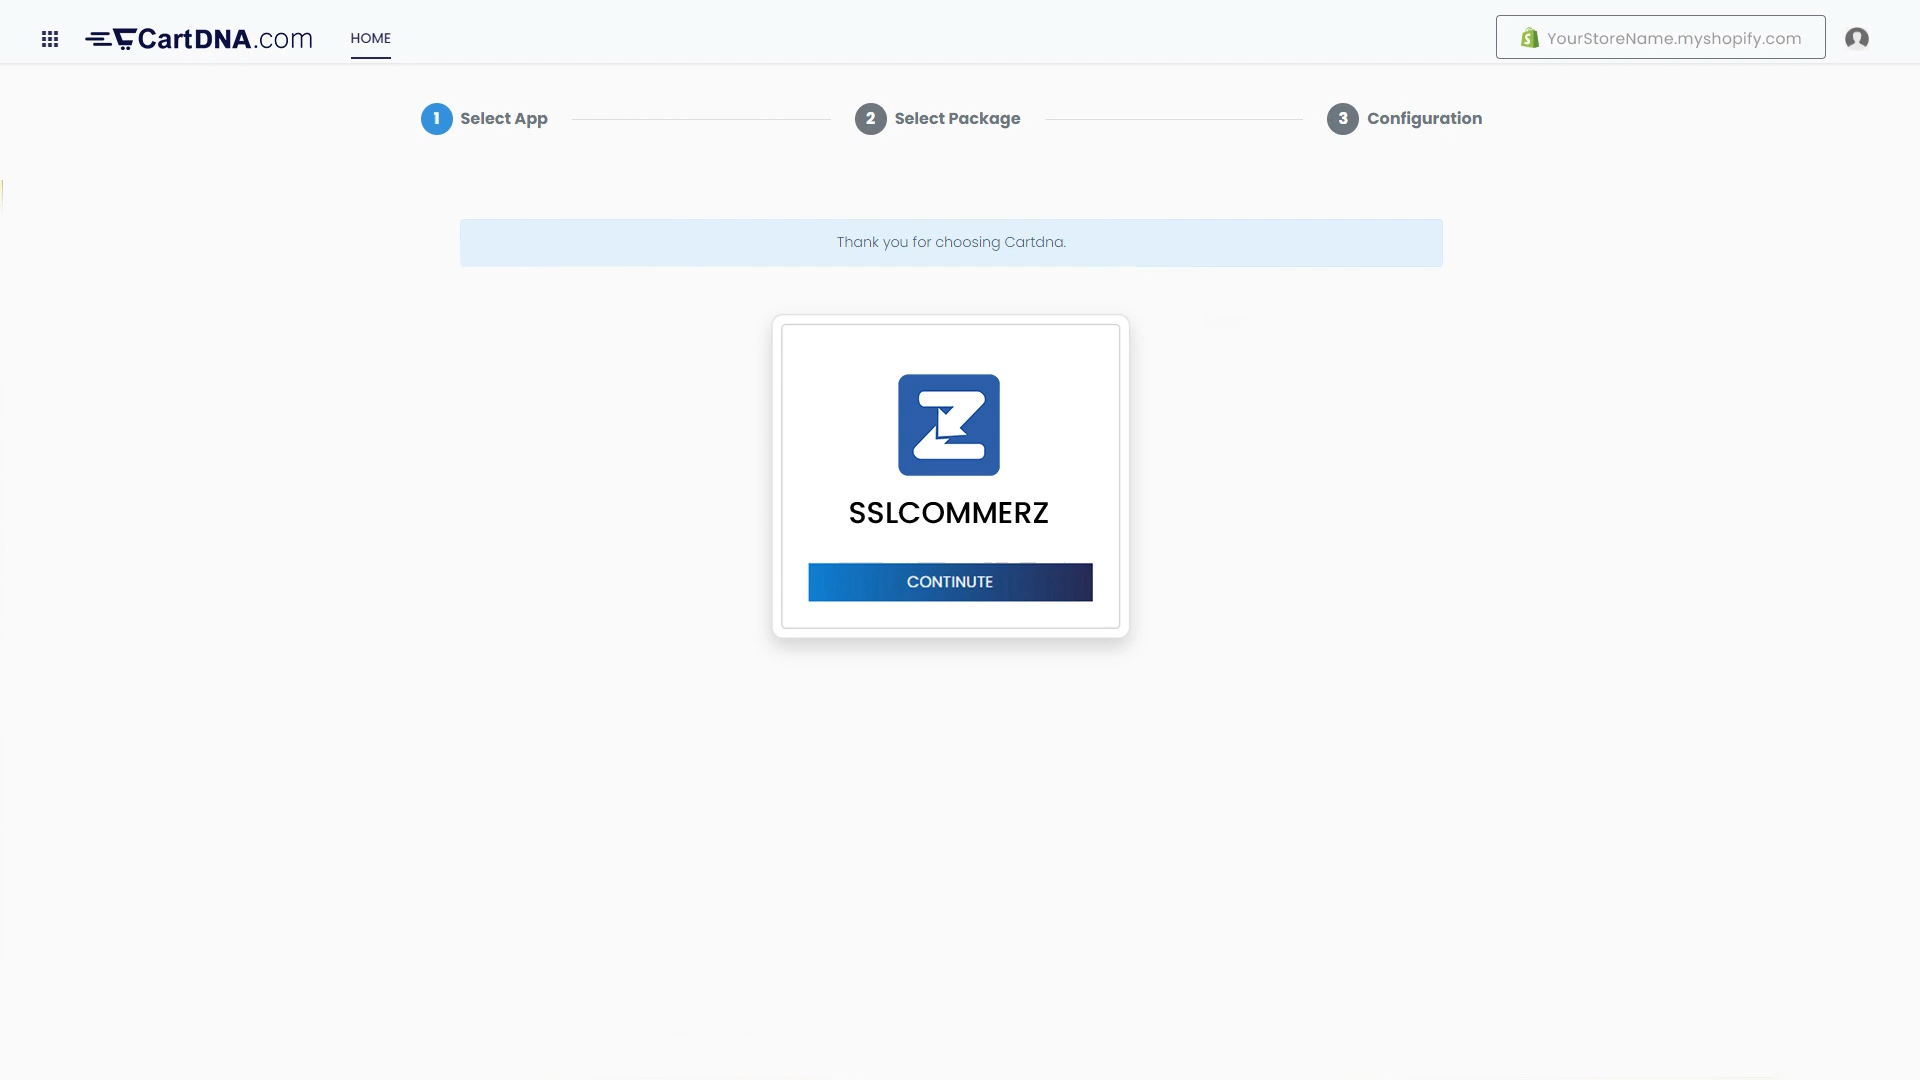 CartDNA.com
HOME
YourStoreName.myshopify.com
1 Select App
2 Select Package
3 Configuration
Thank you for choosing Cartdna.
SSLCOMMERZ
CONTINUTE